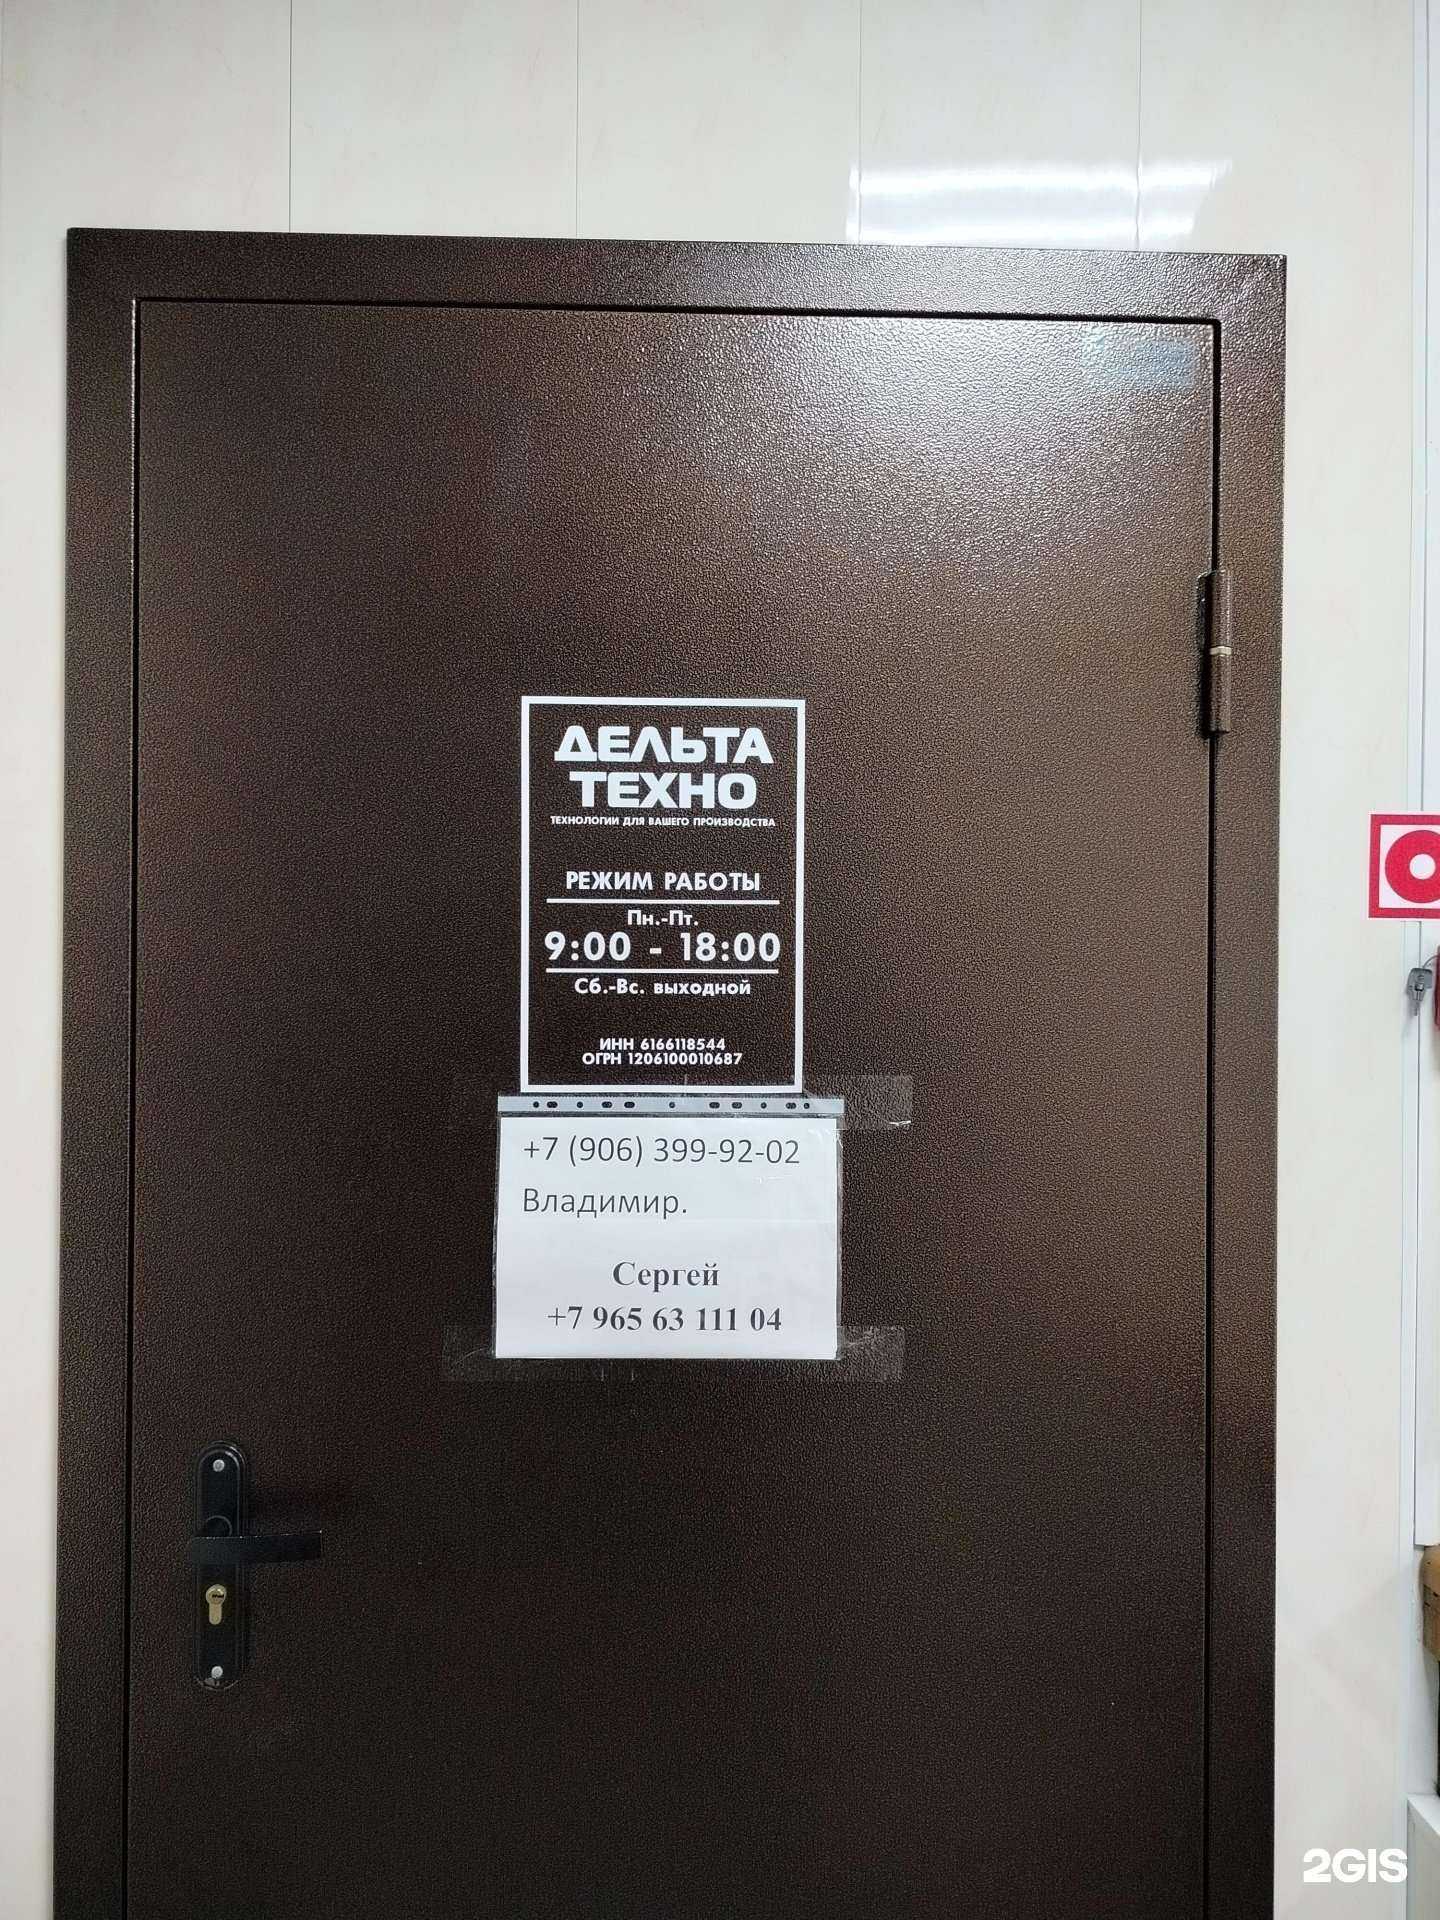 ДЕЛЬТА
ТЕХНО
ТЕХНОЛОГИИ ДЛЯ ВАШЕГО ПРОИЗВОДСТВА
РЕЖИМ РАБОТЫ
Пн.-Пт.
9:00 - 18:00
Сб.-Вс. выходной
ИНН 6166118544
ОГРН 1206100010687
+7 (906) 399-92-02
Владимир.
Сергей
+7 965 63 111 04
2GIS